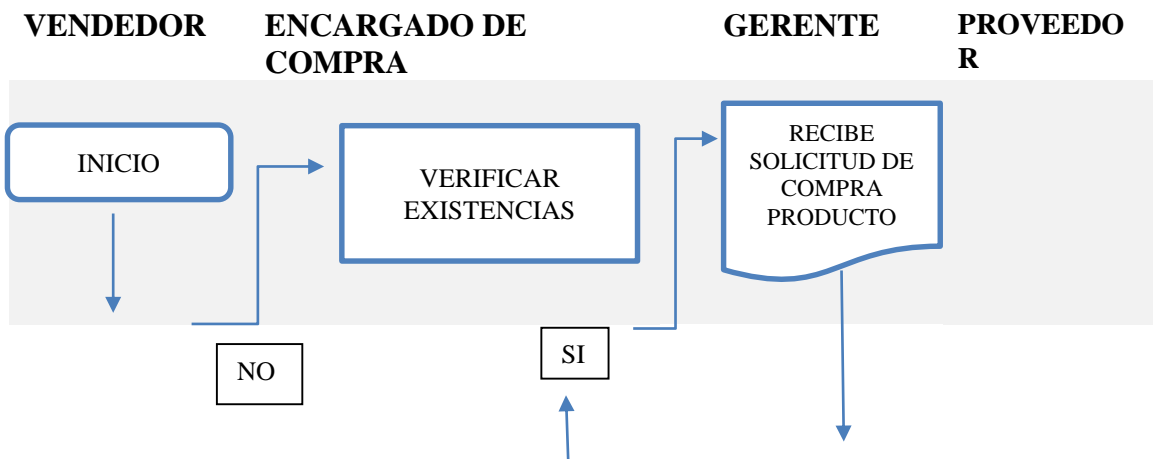 VENDEDOR
ENCARGADO DE
COMPRA
GERENTE
PROVEEDO
R
INICIO
VERIFICAR
EXISTENCIAS
RECIBE
SOLICITUD DE
COMPRA
PRODUCTO
NO
SI